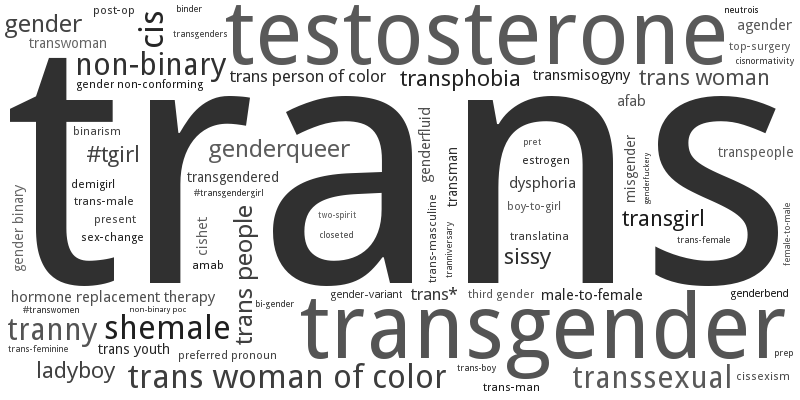 post-op
binder
neutrois
gender
cis
testosterone
agender
transwoman
transgenders
top-surgery
non-binary
cisnormativity
trans person of color
transphobia
transmisogyny
trans woman
gender non-conforming
trans
afab
binarism
genderfluid
#tgirl
genderqueer
pret
misgender
transpeople
estrogen
genderfuckery
transman
transgendered
demigirl
dysphoria
#transgendergirl
trans-male
gender binary
boy-to-girl
present
two-spirit
transgirl
trans-masculine
cishet
sex-change
closeted
tranniversary
translatina
trans-female
female-to-male
trans people
amab
sissy
hormone replacement therapy
bi-gender
gender-variant
trans*
third gender
male-to-female
genderbend
#transwomen
non-binary poc
tranny
shemale
transgender
trans-feminine
trans youth
preferred pronoun
prep
ladyboy
trans woman of color
trans-boy
trans-man
transsexual
cissexism